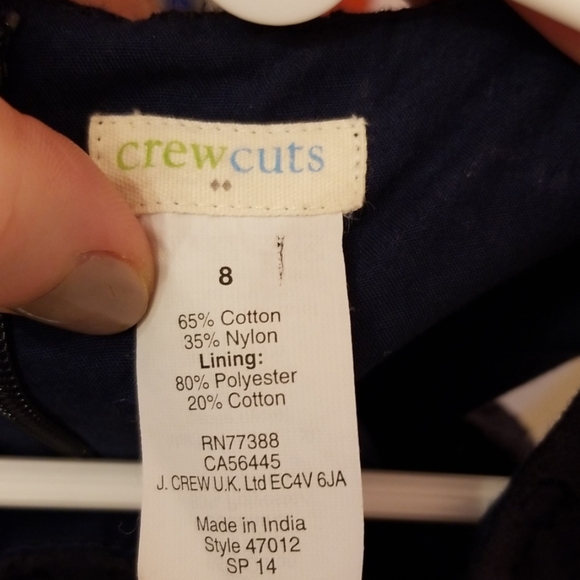 crewcuts
8
65% Cotton
35% Nylon
Lining:
80% Polyester
20% Cotton
RN77388
CA56445
J. CREW U.K. Ltd EC4V 6JA
Made in India
Style 47012
SP 14